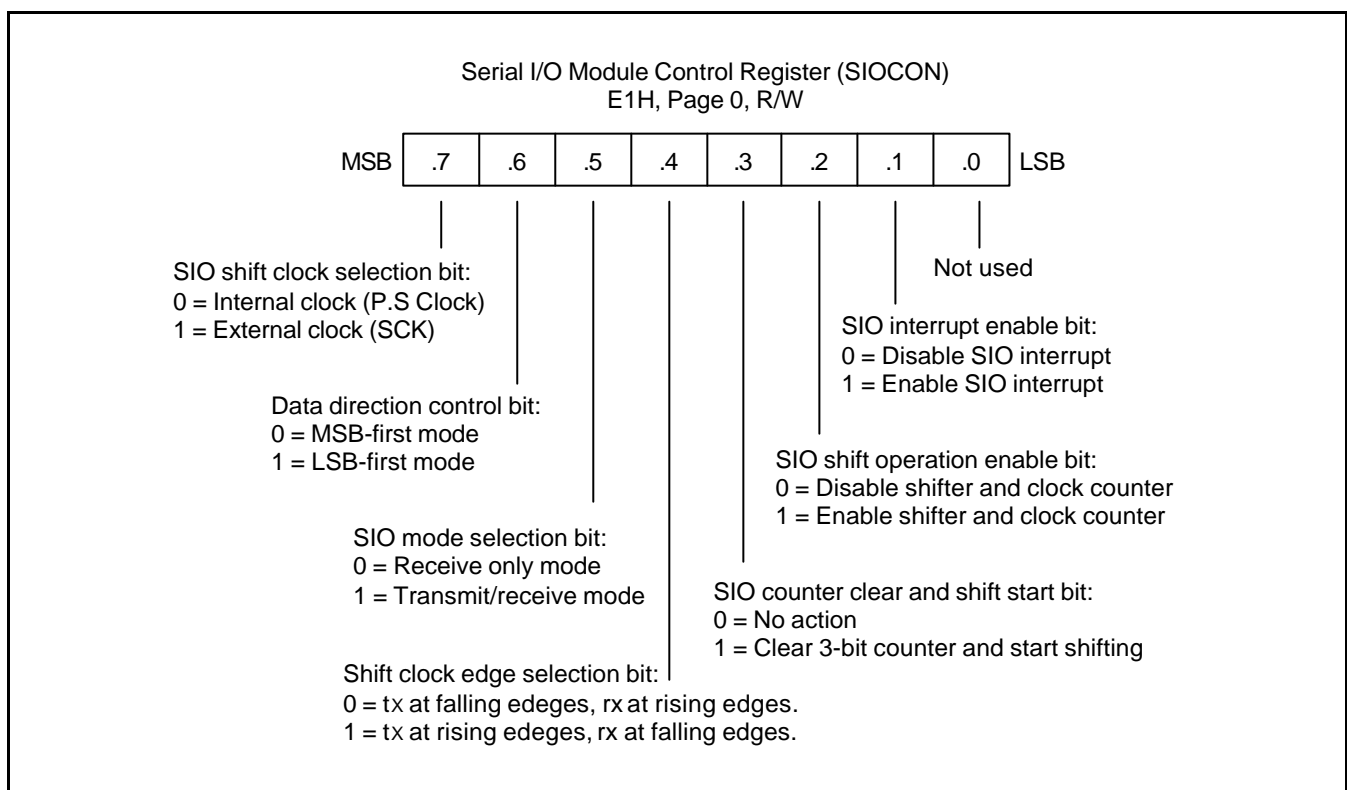 Serial I/O Module Control Register (SIOCON)
E1H, Page 0, R/W
MSB .7 .6 .5 .4 .3 .2 .1 .0 LSB
SIO shift clock selection bit:
0 = Internal clock (P.S Clock)
1 = External clock (SCK)
Data direction control bit:
0 = MSB-first mode
1 = LSB-first mode
SIO mode selection bit:
0 = Receive only mode
1 = Transmit/receive mode
Shift clock edge selection bit:
0 = tx at falling edeges, rx at rising edges.
1 = tx at rising edeges, rx at falling edges.
Not used
SIO interrupt enable bit:
0 = Disable SIO interrupt
1 = Enable SIO interrupt
SIO shift operation enable bit:
0 = Disable shifter and clock counter
1 = Enable shifter and clock counter
SIO counter clear and shift start bit:
0 = No action
1 = Clear 3-bit counter and start shifting